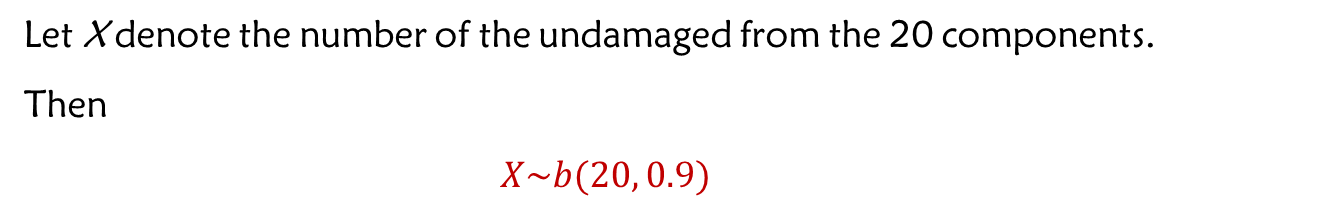 Let X denote the number of the undamaged from the 20 components.
Then
X~b(20, 0.9)